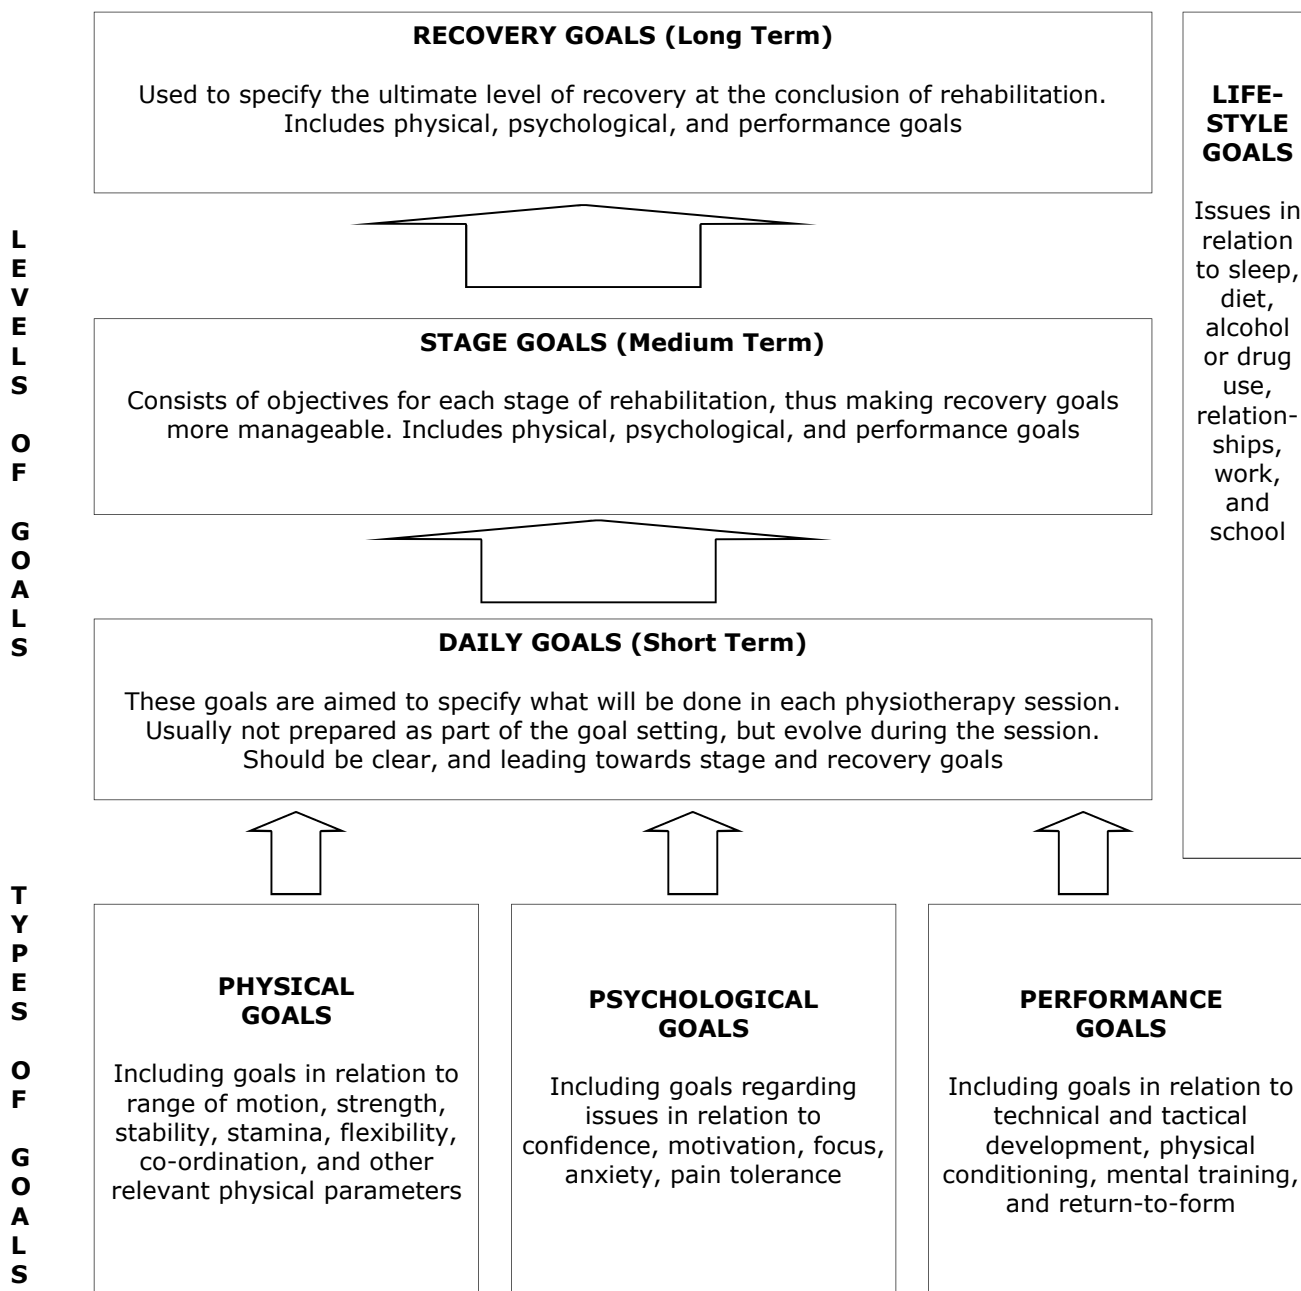 RECOVERY GOALS (Long Term)
Used to specify the ultimate level of recovery at the conclusion of rehabilitation.
Includes physical, psychological, and performance goals
LIFE-
STYLE
GOALS
Issues in
relation
to sleep,
diet,
alcohol
or drug
use,
relation-
ships,
work,
and
school
LEVELS OF GOALS
STAGE GOALS (Medium Term)
Consists of objectives for each stage of rehabilitation, thus making recovery goals
more manageable. Includes physical, psychological, and performance goals
DAILY GOALS (Short Term)
These goals are aimed to specify what will be done in each physiotherapy session.
Usually not prepared as part of the goal setting, but evolve during the session.
Should be clear, and leading towards stage and recovery goals
TYPES OF GOALS
PHYSICAL
GOALS
Including goals in relation to
range of motion, strength,
stability, stamina, flexibility,
co-ordination, and other
relevant physical parameters
PSYCHOLOGICAL
GOALS
Including goals regarding
issues in relation to
confidence, motivation, focus,
anxiety, pain tolerance
PERFORMANCE
GOALS
Including goals in relation to
technical and tactical
development, physical
conditioning, mental training,
and return-to-form